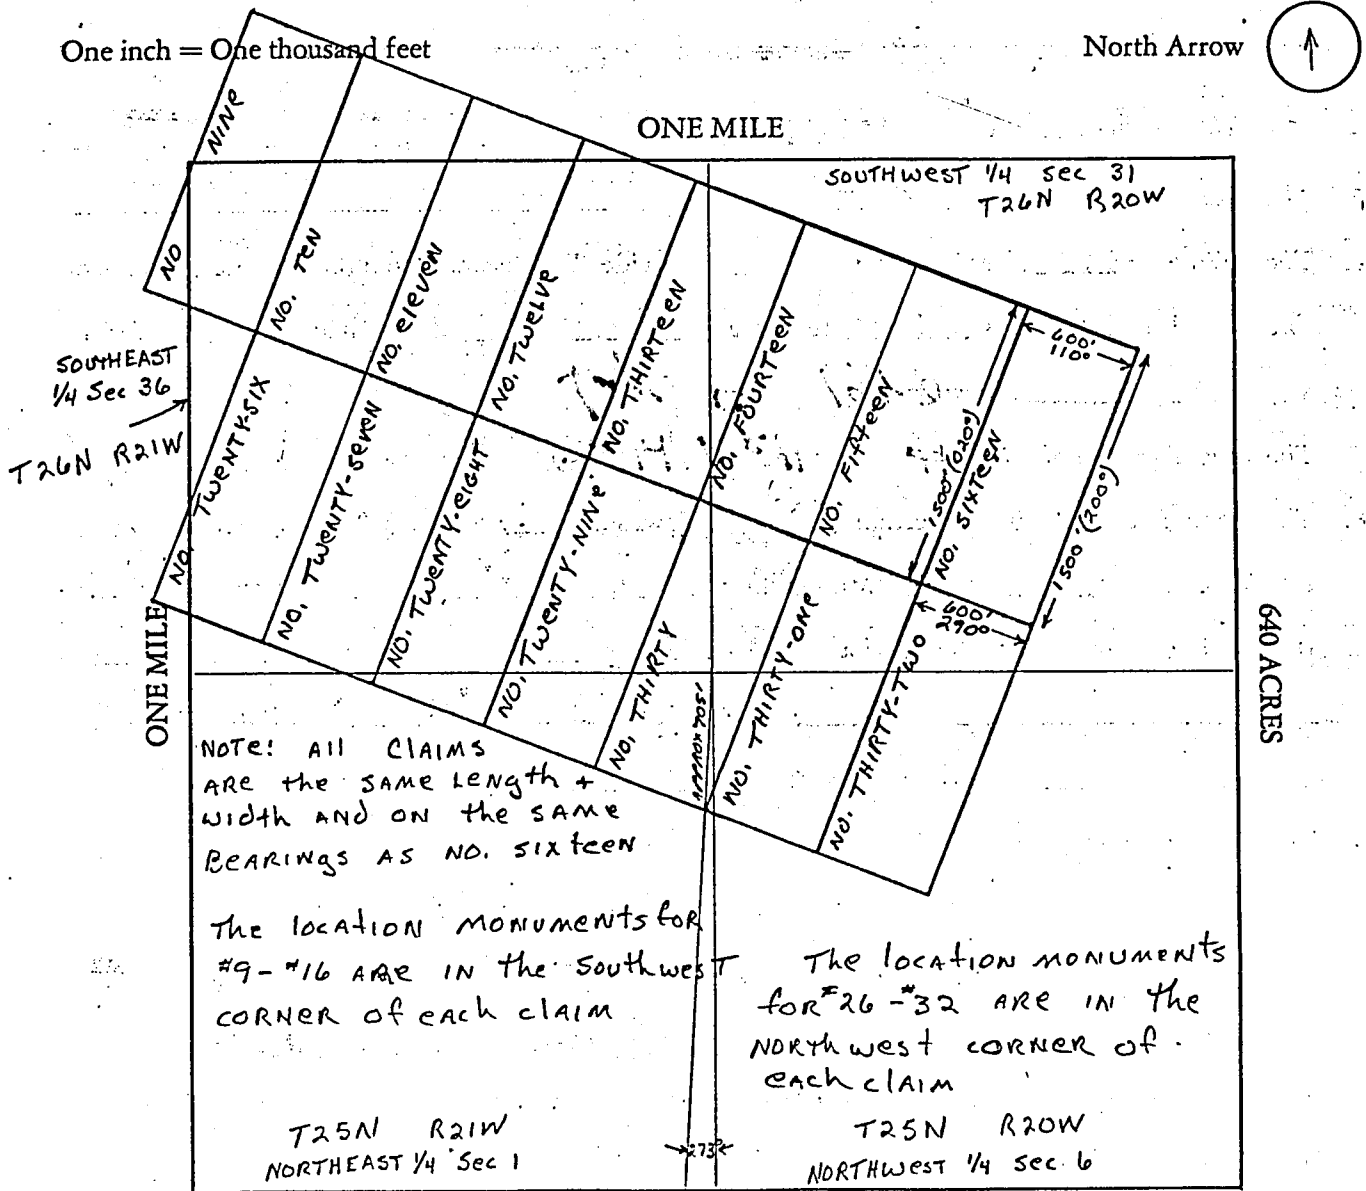 One inch = One thousand feet
North Arrow
ONE MILE
SOUTHWEST 1/4 Sec 31
T26N R20W
NO NINE
NO. TEN
NO. ELEVEN
NO. TWELVE
NO. THIRTEEN
NO. FOURTEEN
NO. FIFTEEN
NO. SIXTEEN
600'
110°
1500' (020°)
1500' (200°)
600'
290°
SOUTHEAST
1/4 Sec 36
T26N R21W
NO. TWENTY-SIX
NO. TWENTY-SEVEN
NO. TWENTY-EIGHT
NO. TWENTY-NINE
NO. THIRTY
NO. THIRTY-ONE
NO. THIRTY-TWO
ONE MILE
640 ACRES
APPROX 705'
NOTE! All CLAIMS
ARE the SAME LENgth +
width AND ON the SAME
BEARINgs AS NO. SIXteen
The locAtion MONUMENTS foR
#9-#16 ARE IN the Southwest
CORNER of eAch clAIM
The locAtion MONUMENTS
foR #26-#32 ARE IN the
NORThwest CORNER of
eAch clAIM
T25N R21W
NORTHEAST 1/4 Sec 1
273'
T25N R20W
NORTHWEST 1/4 Sec. 6